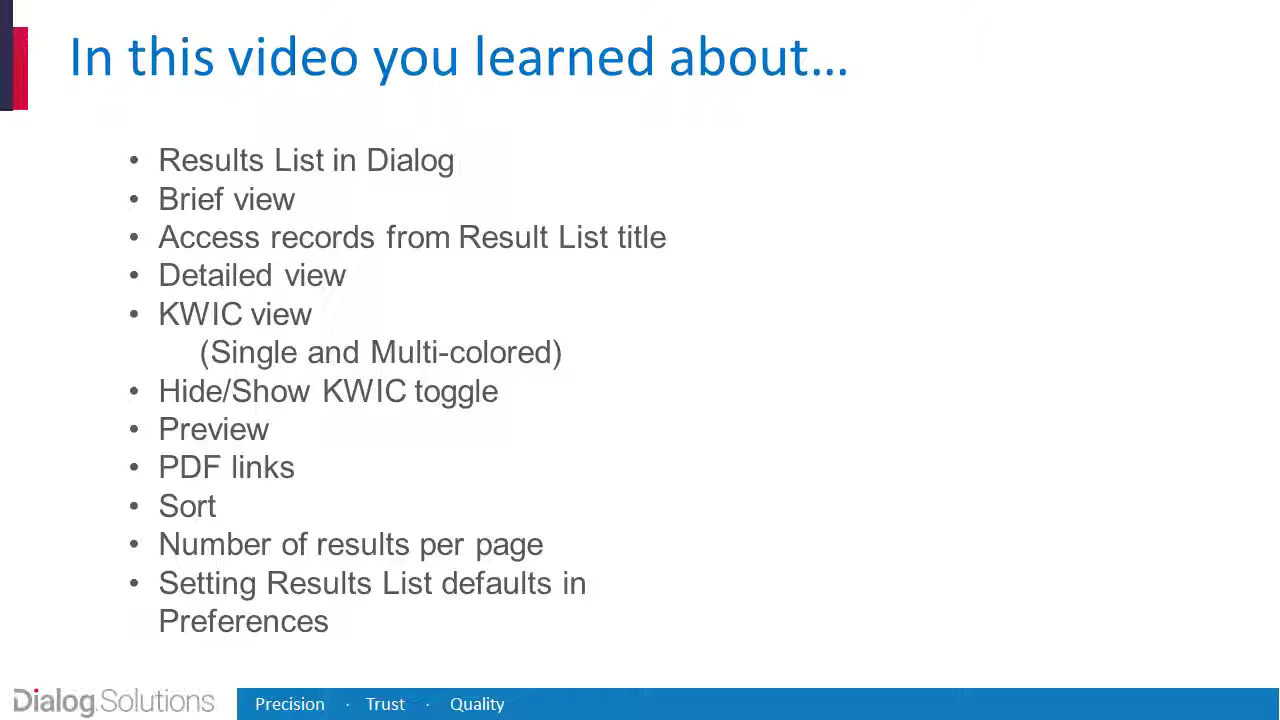 In this video you learned about...
• Results List in Dialog
• Brief view
• Access records from Result List title
• Detailed view
• KWIC view
(Single and Multi-colored)
• Hide/Show KWIC toggle
• Preview
• PDF links
• Sort
• Number of results per page
• Setting Results List defaults in
Preferences
Dialog Solutions Precision · Trust · Quality